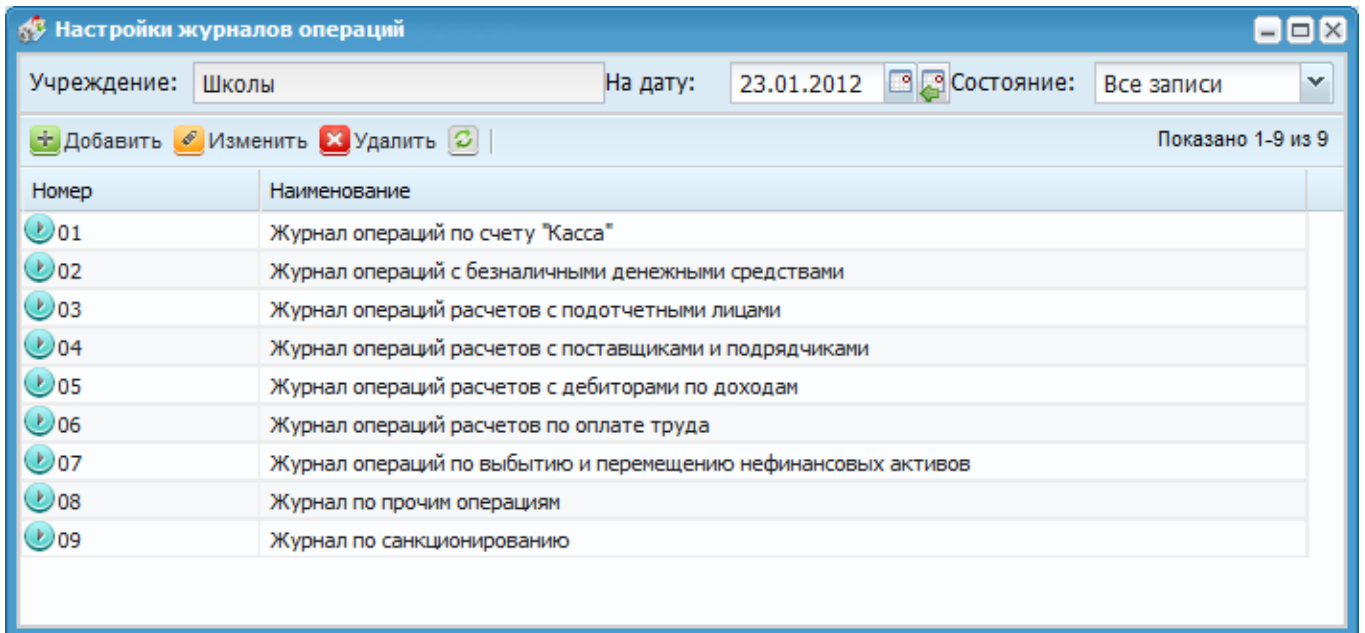 Настройки журналов операций
Учреждение: Школы На дату: 23.01.2012 Состояние: Все записи
Добавить Изменить Удалить Показано 1-9 из 9
Номер Наименование
01 Журнал операций по счету "Касса"
02 Журнал операций с безналичными денежными средствами
03 Журнал операций расчетов с подотчетными лицами
04 Журнал операций расчетов с поставщиками и подрядчиками
05 Журнал операций расчетов с дебиторами по доходам
06 Журнал операций расчетов по оплате труда
07 Журнал операций по выбытию и перемещению нефинансовых активов
08 Журнал по прочим операциям
09 Журнал по санкционированию